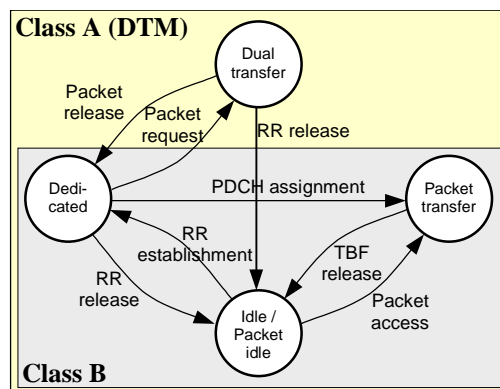 Class A (DTM)
Dual
transfer
Packet
release
Packet
request
RR release
Dedi-
cated
PDCH assignment
Packet
transfer
RR
establishment
TBF
release
RR
release
Packet
access
Idle /
Packet
idle
Class B